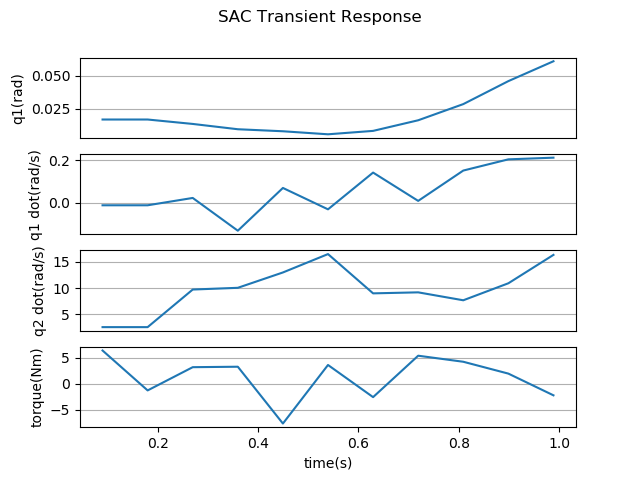 SAC Transient Response
q1(rad)
0.050
0.025
q1 dot(rad/s)
0.2
0.0
q2 dot(rad/s)
15
10
5
torque(Nm)
5
0
−5
0.2 0.4 0.6 0.8 1.0
time(s)